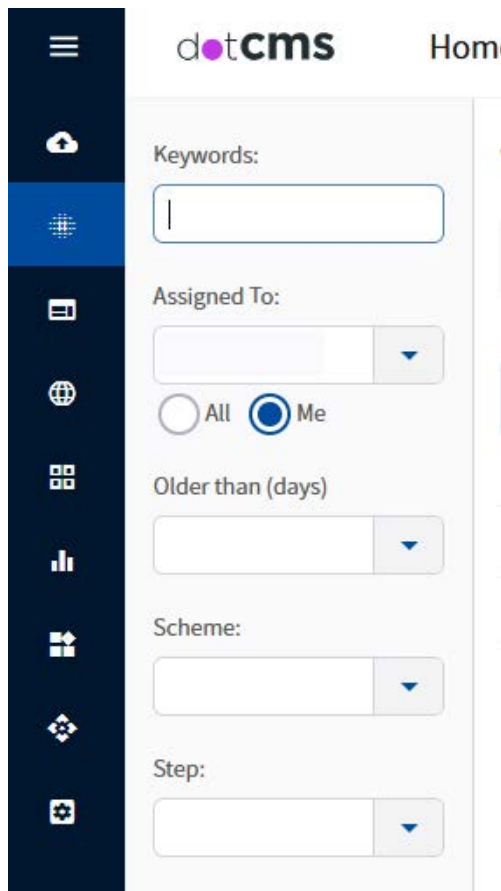 dotcms
Home
Keywords:
Assigned To:
All Me
Older than (days)
Scheme:
Step: